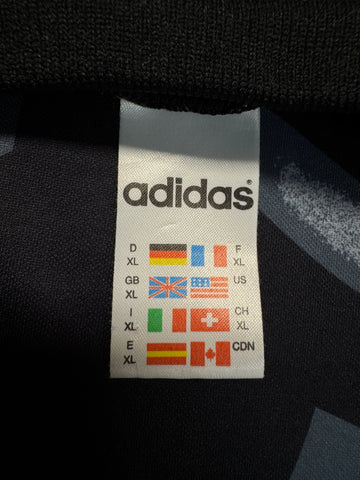 adidas®
D F
XL XL
GB US
XL
I CH
XL XL
E CDN
XL